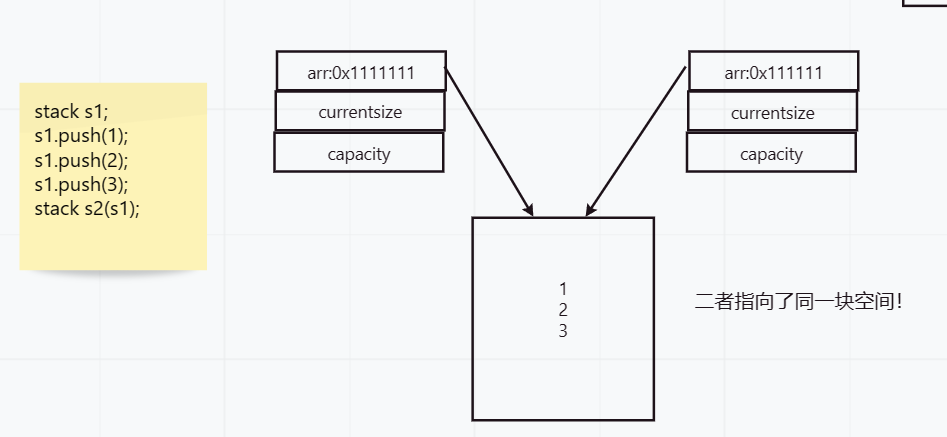 stack s1;
s1.push(1);
s1.push(2);
s1.push(3);
stack s2(s1);
arr:0x1111111
currentsize
capacity
arr:0x111111
currentsize
capacity
1
2
3
二者指向了同一块空间！